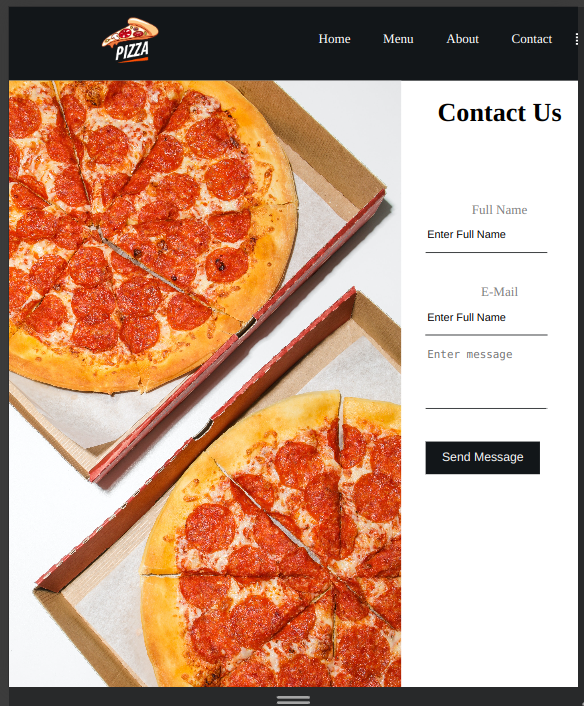 PIZZA
Home Menu About Contact
Contact Us
Full Name
Enter Full Name
E-Mail
Enter Full Name
Enter message
Send Message